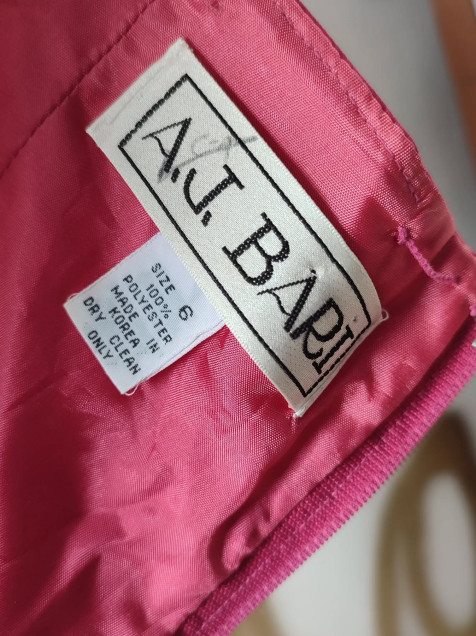 A.J. BARI
SIZE 6
100%
POLYESTER
MADE IN
KOREA
DRY CLEAN
ONLY